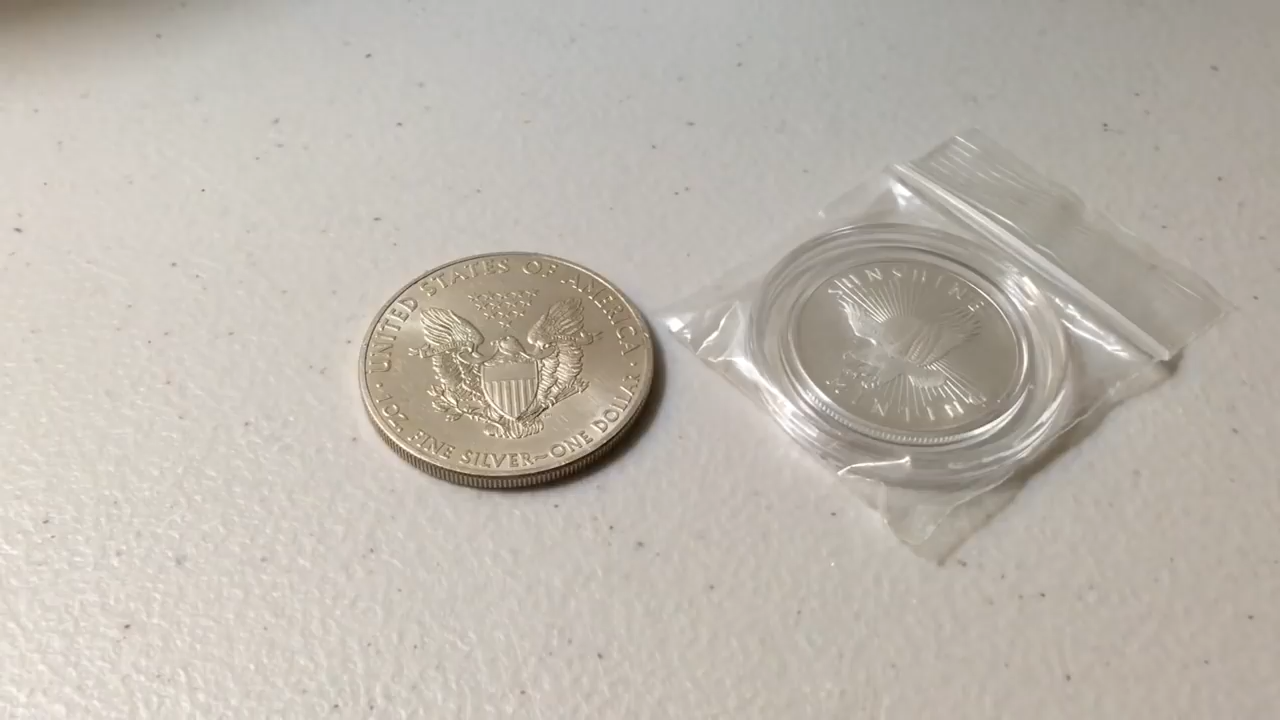 UNITED STATES OF AMERICA
1 OZ. FINE SILVER~ONE DOLLAR
SUNSHINE
MINTING